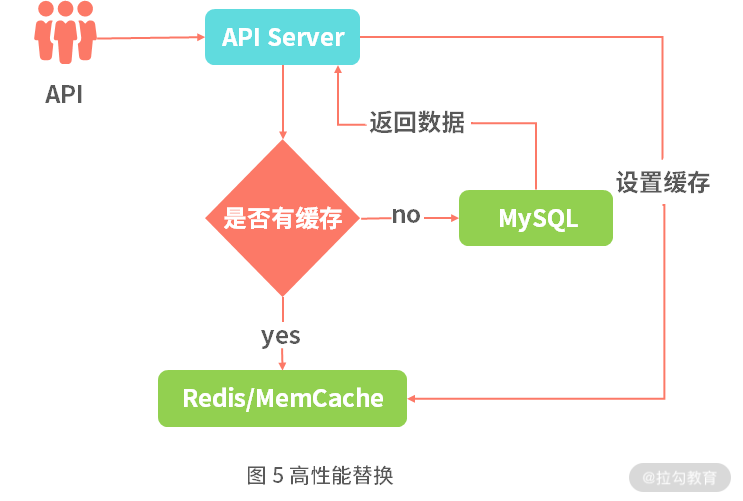 API Server
API
返回数据
设置缓存
是否有缓存
no
MySQL
yes
Redis/MemCache
图 5 高性能替换
@拉勾教育